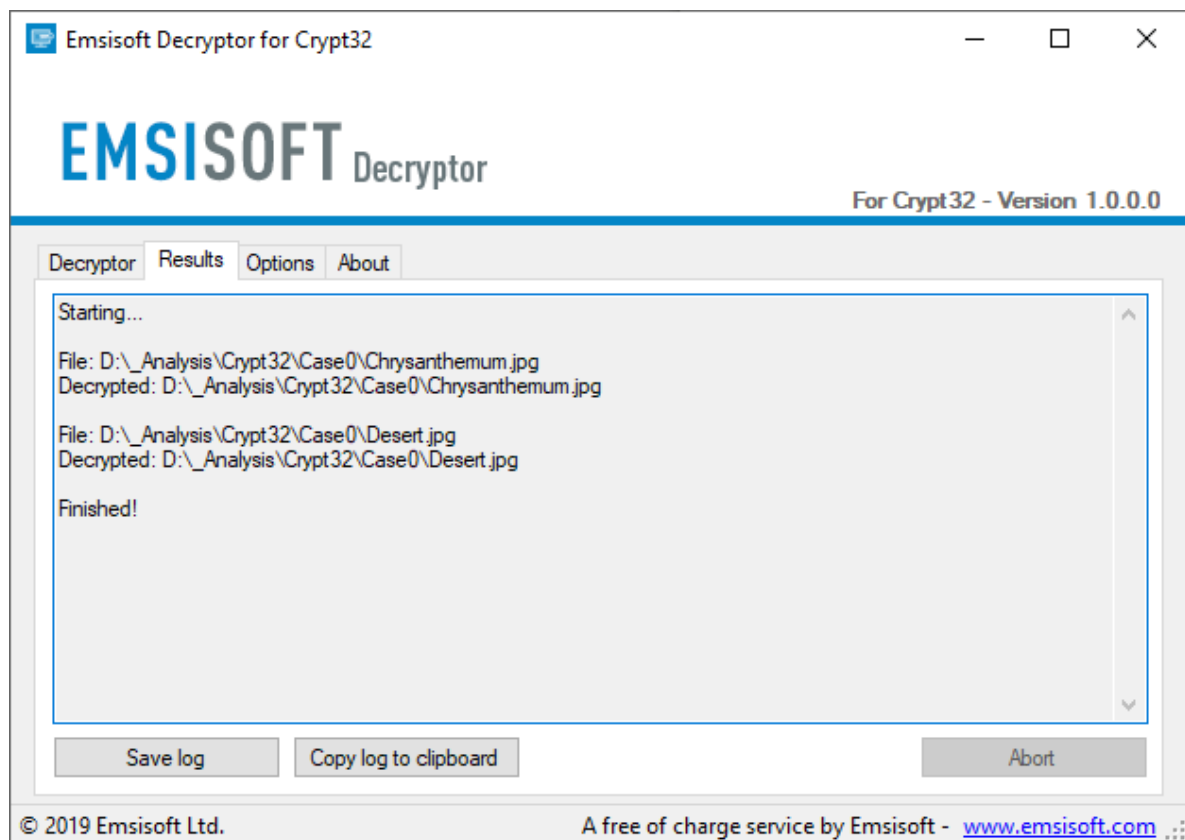 Emsisoft Decryptor for Crypt32
EMSISOFT Decryptor
For Crypt32 - Version 1.0.0.0
Decryptor Results Options About
Starting...
File: D:\_Analysis\Crypt32\Case0\Chrysanthemum.jpg
Decrypted: D:\_Analysis\Crypt32\Case0\Chrysanthemum.jpg
File: D:\_Analysis\Crypt32\Case0\Desert.jpg
Decrypted: D:\_Analysis\Crypt32\Case0\Desert.jpg
Finished!
Save log Copy log to clipboard Abort
© 2019 Emsisoft Ltd. A free of charge service by Emsisoft - www.emsisoft.com